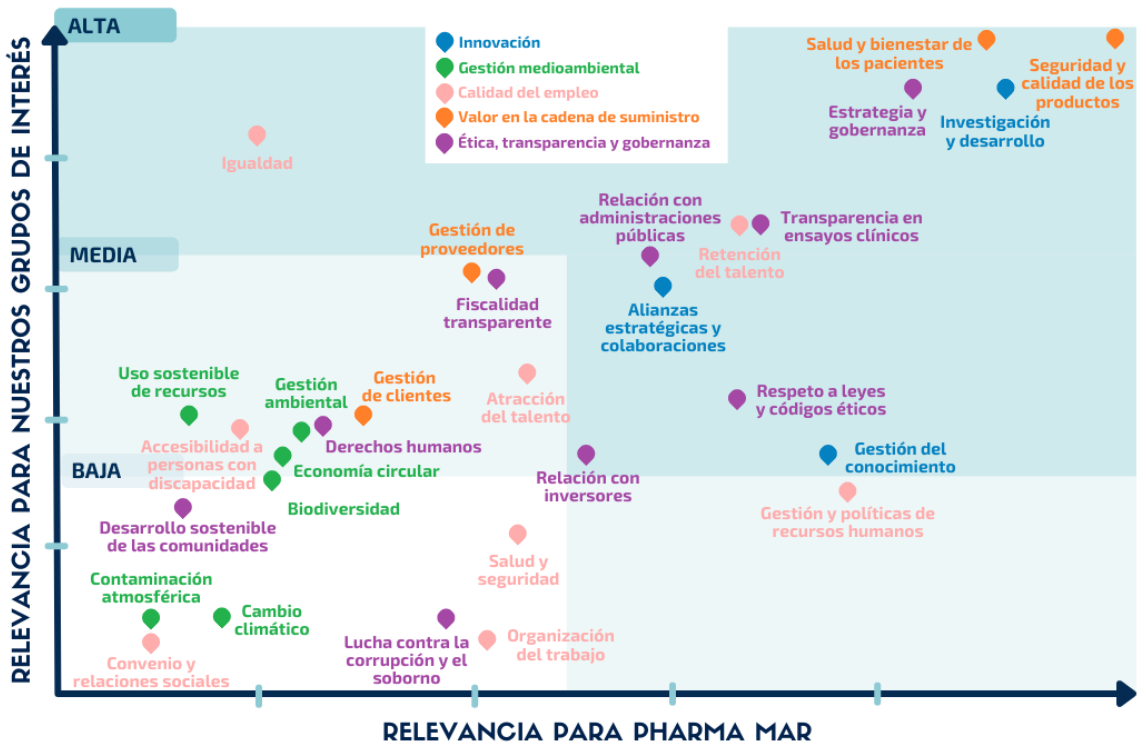 ALTA
MEDIA
BAJA
RELEVANCIA PARA NUESTROS GRUPOS DE INTERÉS
Innovación
Gestión medioambiental
Calidad del empleo
Valor en la cadena de suministro
Ética, transparencia y gobernanza
Salud y bienestar de
los pacientes
Seguridad y
calidad de los
productos
Estrategia y
gobernanza
Investigación
y desarrollo
Igualdad
Relación con
administraciones
públicas
Transparencia en
ensayos clínicos
Retención
del talento
Gestión de
proveedores
Fiscalidad
transparente
Alianzas
estratégicas y
colaboraciones
Uso sostenible
de recursos
Gestión
ambiental
Gestión
de clientes
Atracción
del talento
Respeto a leyes
y códigos éticos
Accesibilidad a
personas con
discapacidad
Derechos humanos
Economía circular
Biodiversidad
Relación con
inversores
Gestión del
conocimiento
Gestión y políticas de
recursos humanos
Desarrollo sostenible
de las comunidades
Salud y
seguridad
Contaminación
atmosférica
Cambio
climático
Convenio y
relaciones sociales
Lucha contra la
corrupción y el
soborno
Organización
del trabajo
RELEVANCIA PARA PHARMA MAR